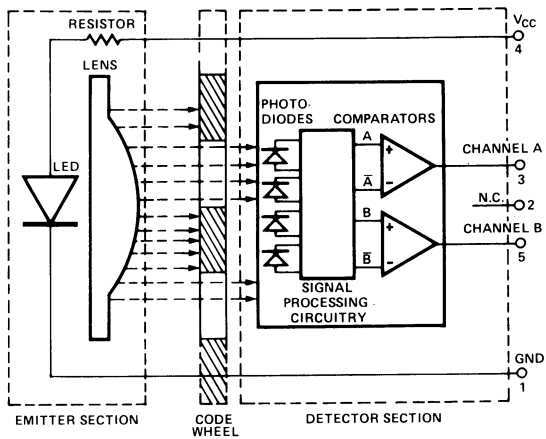 RESISTOR
LENS
LED
PHOTO-
DIODES
COMPARATORS
A
+
A̅
−
B
+
B̅
−
SIGNAL
PROCESSING
CIRCUITRY
VCC
4
CHANNEL A
3
N.C.
2
CHANNEL B
5
GND
1
EMITTER SECTION
CODE
WHEEL
DETECTOR SECTION